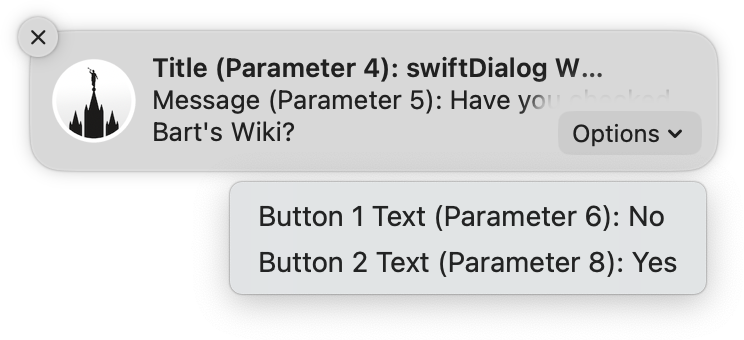 Title (Parameter 4): swiftDialog W...
Message (Parameter 5): Have you checked
Bart's Wiki?
Options
Button 1 Text (Parameter 6): No
Button 2 Text (Parameter 8): Yes